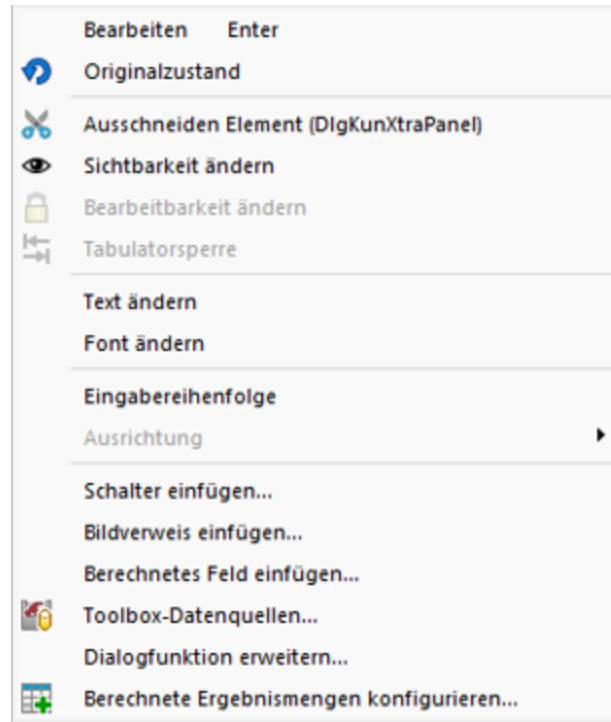 Bearbeiten Enter
Originalzustand
Ausschneiden Element (DlgKunXtraPanel)
Sichtbarkeit ändern
Bearbeitbarkeit ändern
Tabulatorsperre
Text ändern
Font ändern
Eingabereihenfolge
Ausrichtung
Schalter einfügen...
Bildverweis einfügen...
Berechnetes Feld einfügen...
Toolbox-Datenquellen...
Dialogfunktion erweitern...
Berechnete Ergebnismengen konfigurieren...